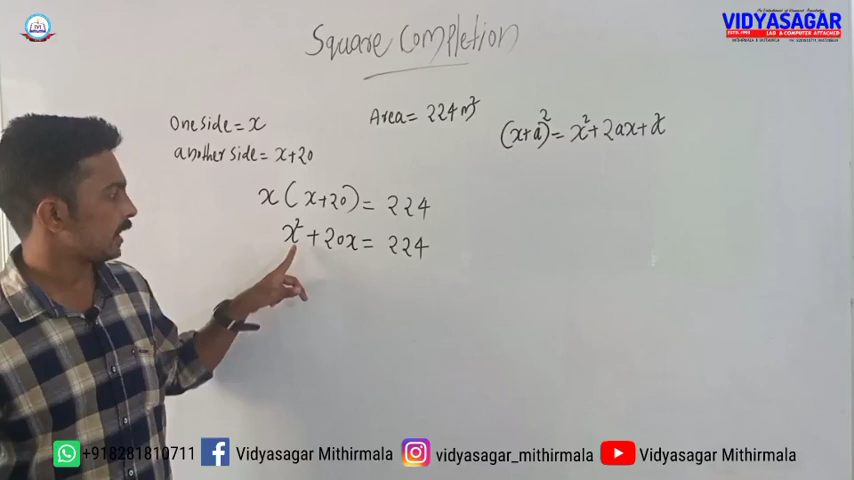 VIDYASAGAR
LAB & COMPUTER ATTACHED
Square Completion
One side = x
Area = 224 m²
another side = x+20
(x+a)² = x² + 2ax + a²
x(x+20) = 224
x² + 20x = 224
+918281810711 Vidyasagar Mithirmala vidyasagar_mithirmala Vidyasagar Mithirmala